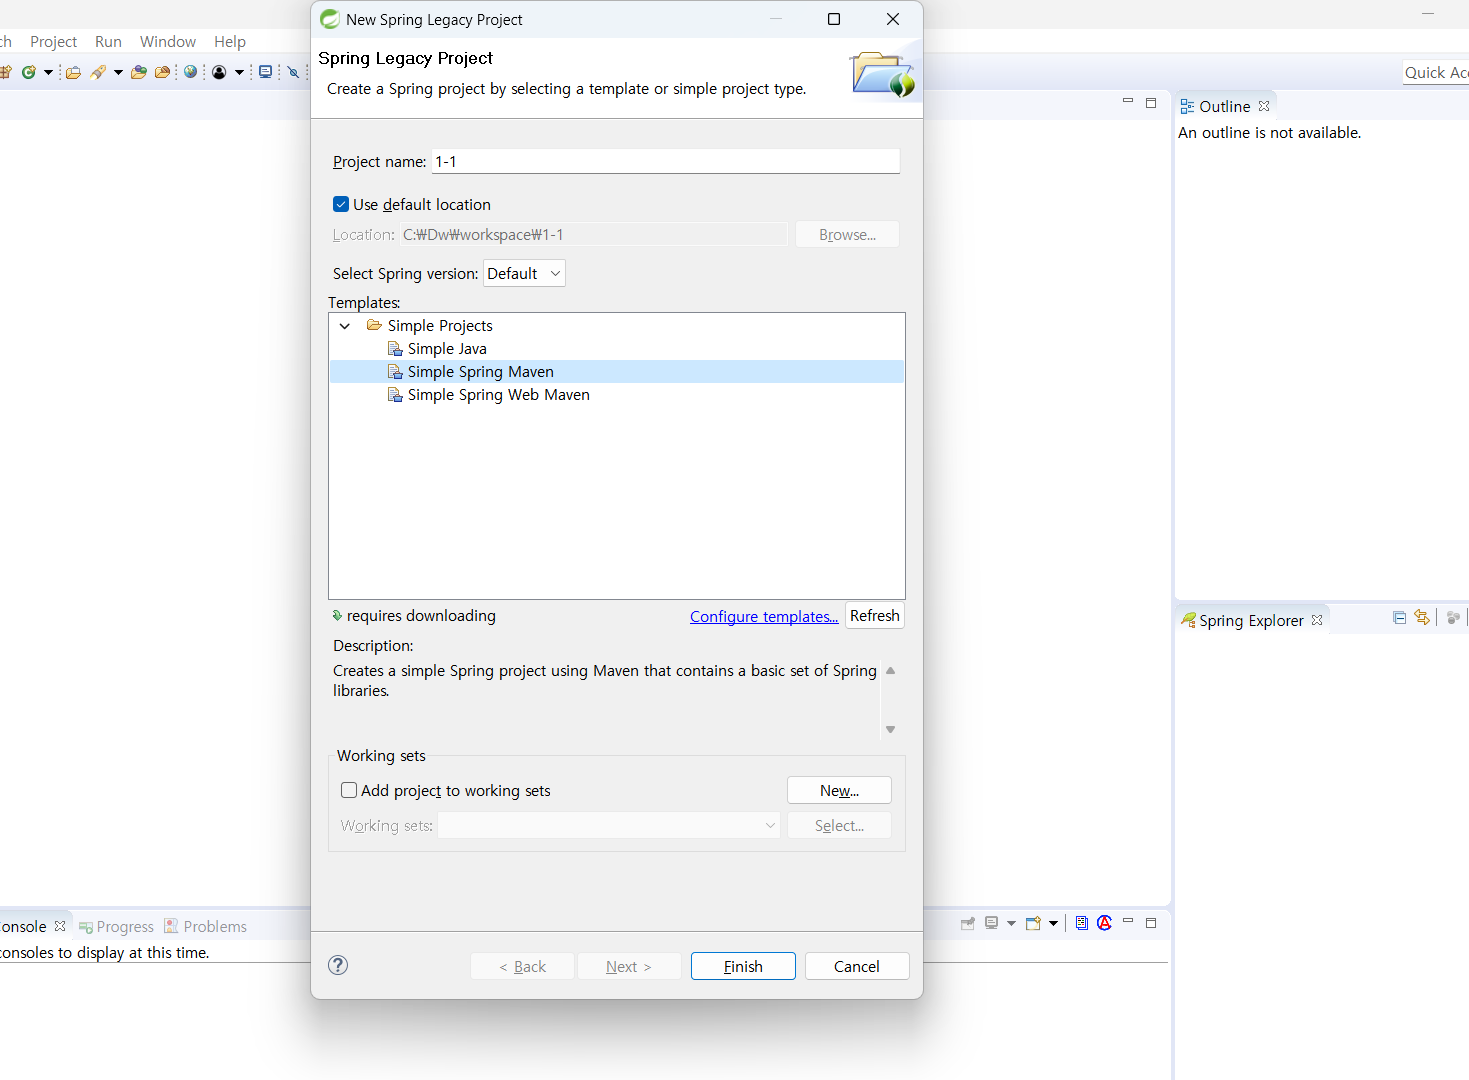 New Spring Legacy Project
ch Project Run Window Help
Spring Legacy Project
Create a Spring project by selecting a template or simple project type.
Quick Acc
Outline
An outline is not available.
Project name: 1-1
Use default location
Location: C:₩Dw₩workspace₩1-1 Browse...
Select Spring version: Default
Templates:
Simple Projects
Simple Java
Simple Spring Maven
Simple Spring Web Maven
requires downloading Configure templates... Refresh
Spring Explorer
Description:
Creates a simple Spring project using Maven that contains a basic set of Spring
libraries.
Working sets
Add project to working sets New...
Working sets: Select...
onsole Progress Problems
consoles to display at this time.
< Back Next > Finish Cancel